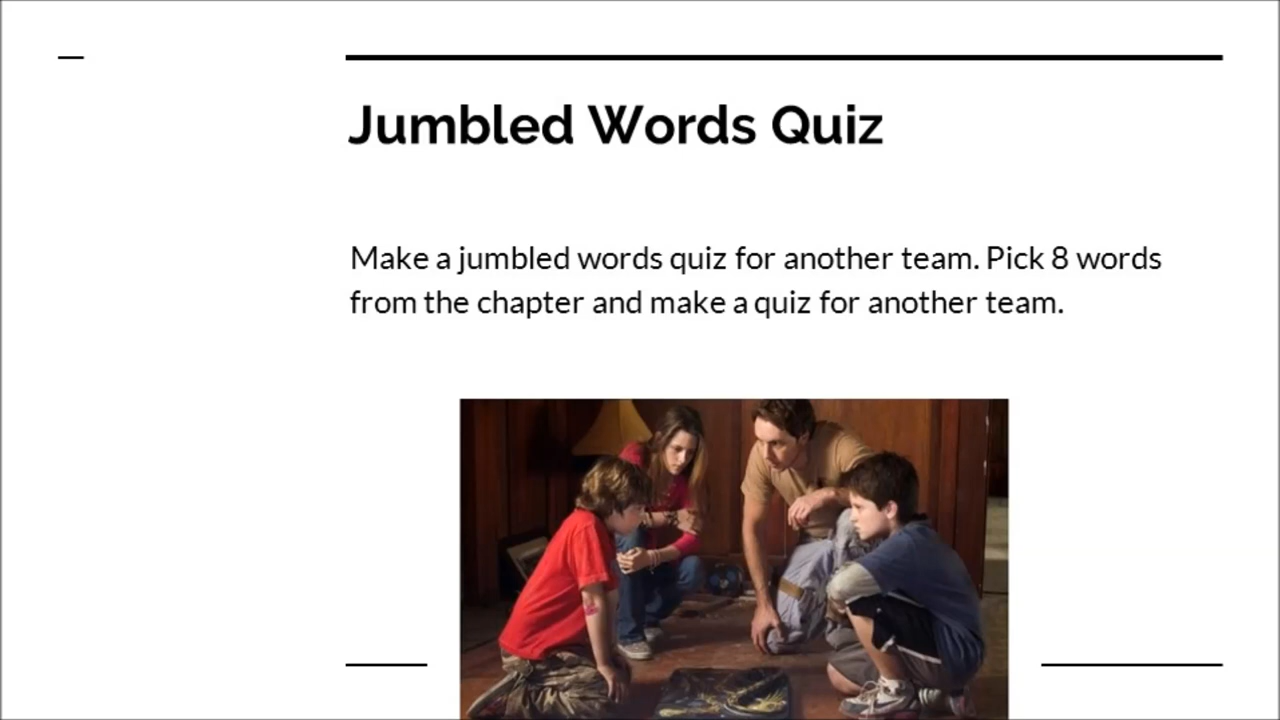 Jumbled Words Quiz
Make a jumbled words quiz for another team. Pick 8 words
from the chapter and make a quiz for another team.